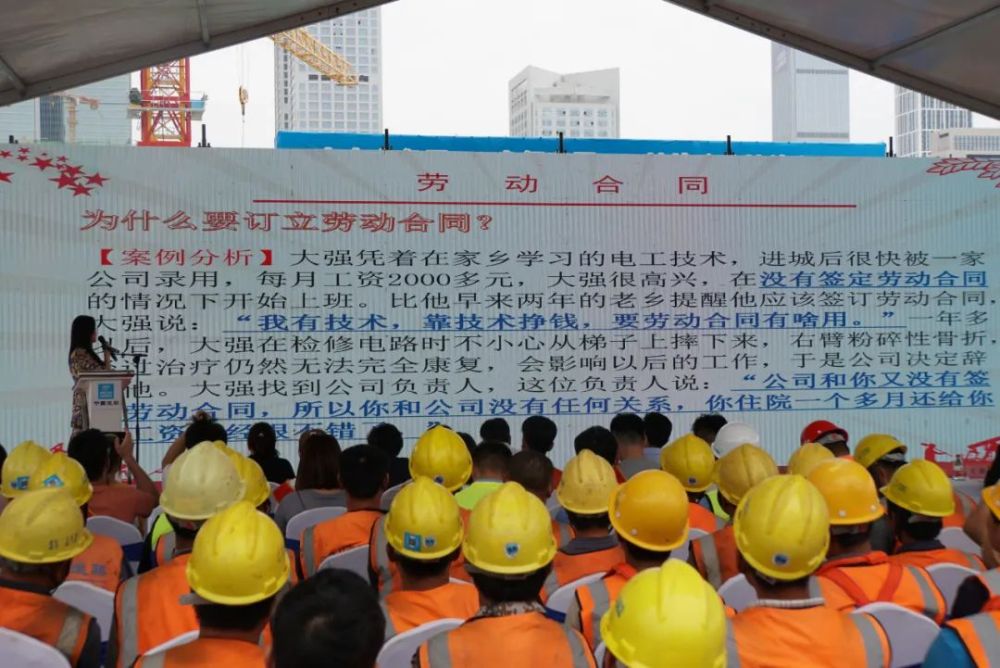 劳动合同
为什么要订立劳动合同？
【案例分析】大强凭着在家乡学习的电工技术，进城后很快被一家
公司录用，每月工资2000多元，大强很高兴，在没有签定劳动合同
的情况下开始上班。比他早来两年的老乡提醒他应该签订劳动合同，
大强说：“我有技术，靠技术挣钱，要劳动合同有啥用。”一年多
后，大强在检修电路时不小心从梯子上摔下来，右臂粉碎性骨折，
过治疗仍然无法完全康复，会影响以后的工作，于是公司决定辞
他。大强找到公司负责人，这位负责人说：“公司和你又没有签
劳动合同，所以你和公司没有任何关系，你住院一个多月还给你
工资